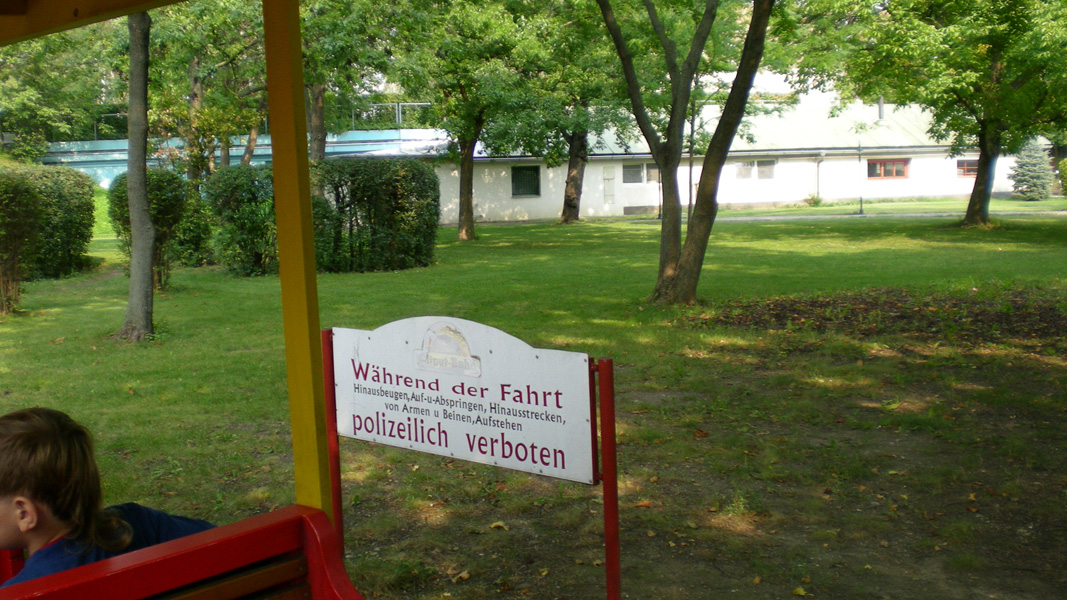 Während der Fahrt
Hinausbeugen,Auf-u-Abspringen, Hinausstrecken,
von Armen u Beinen,Aufstehen
polizeilich verboten